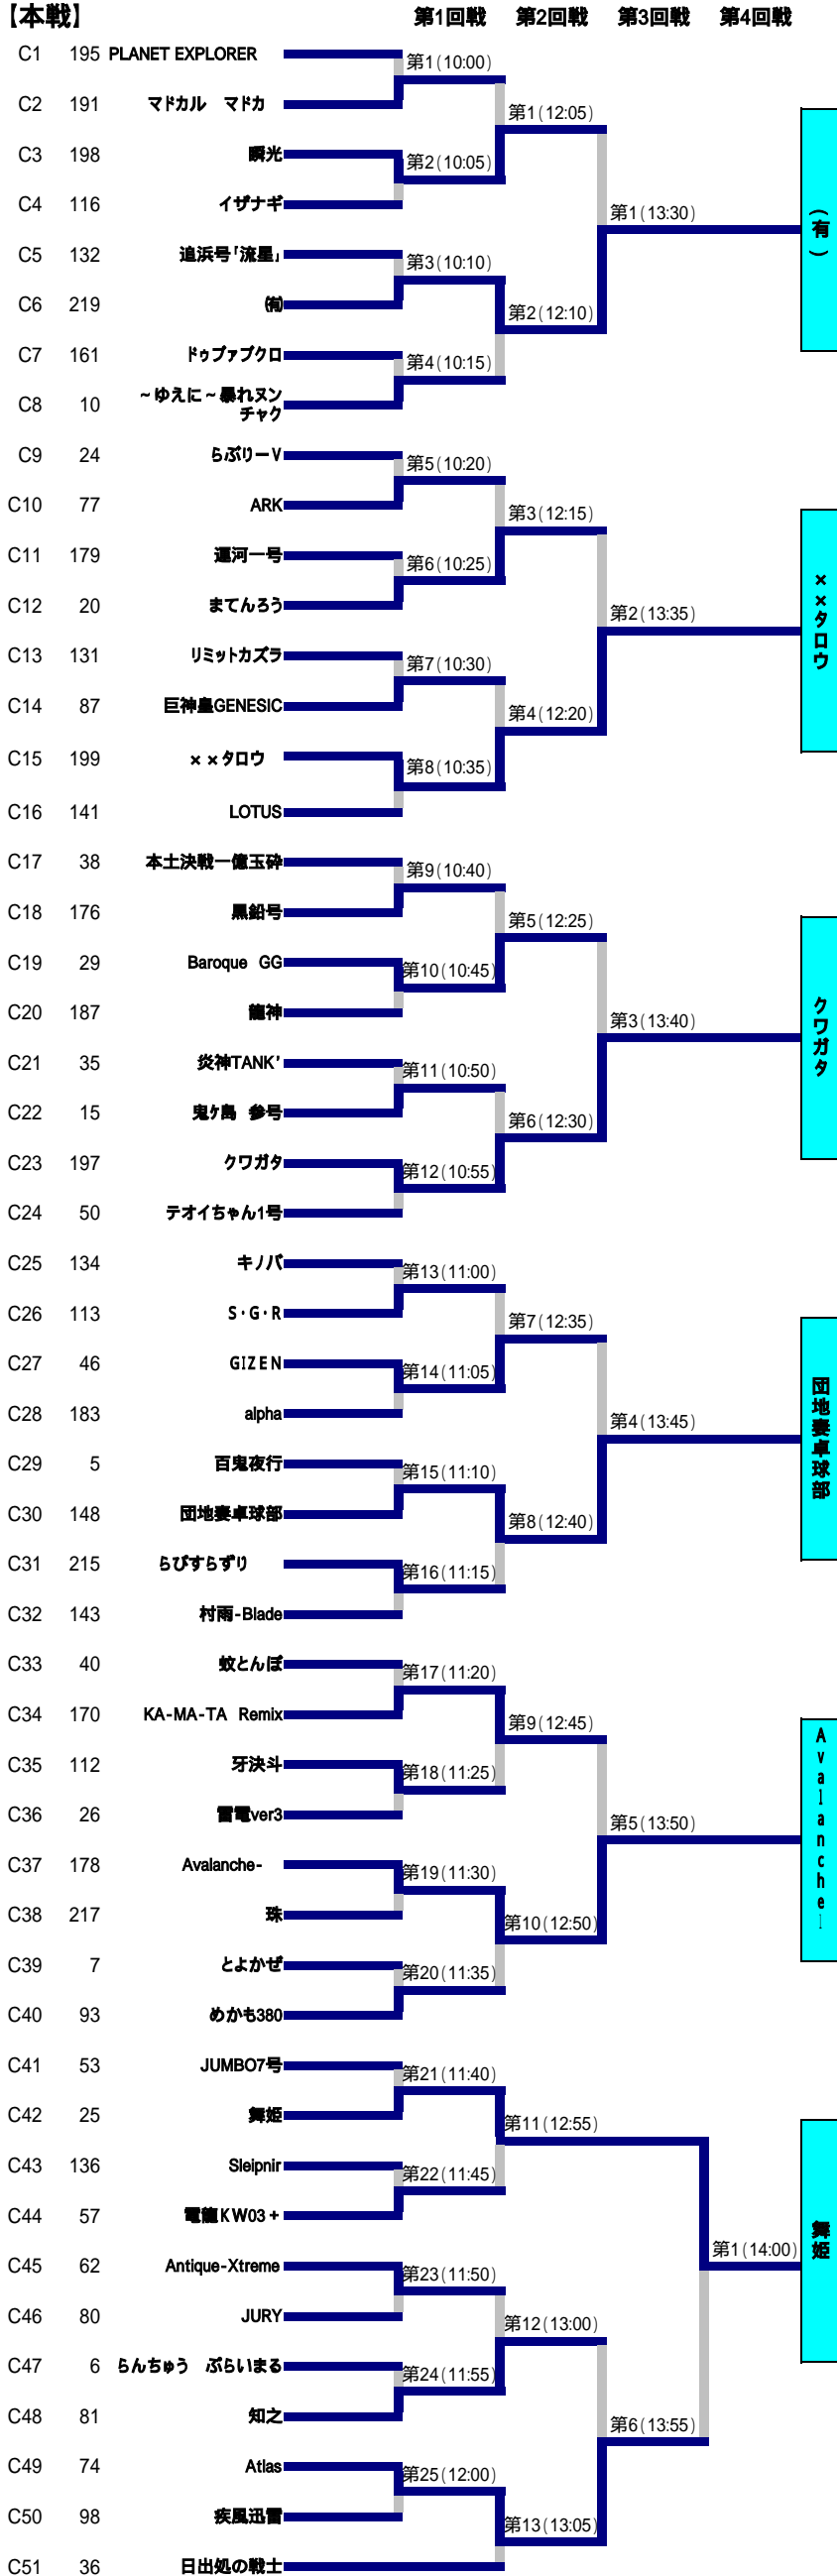 【本戦】 第1回戦 第2回戦 第3回戦 第4回戦
C1 195 PLANET EXPLORER
第1(10:00)
C2 191 マドカル マドカ
第1(12:05)
C3 198 瞬光
第2(10:05)
C4 116 イザナギ
第1(13:30)
(有)
C5 132 追浜号「流星」
第3(10:10)
C6 219 ㈲
第2(12:10)
C7 161 ドゥブァブクロ
第4(10:15)
C8 10 ～ゆえに～暴れヌン
チャク
C9 24 らぶりーV
第5(10:20)
C10 77 ARK
第3(12:15)
C11 179 運河一号
第6(10:25)
C12 20 まてんろう
第2(13:35)
××タロウ
C13 131 リミットカズラ
第7(10:30)
C14 87 巨神皇GENESIC
第4(12:20)
C15 199 ××タロウ
第8(10:35)
C16 141 LOTUS
C17 38 本土決戦一億玉砕
第9(10:40)
C18 176 黒鉛号
第5(12:25)
C19 29 Baroque GG
第10(10:45)
C20 187 龍神
第3(13:40)
クワガタ
C21 35 炎神TANK’
第11(10:50)
C22 15 鬼ケ島 参号
第6(12:30)
C23 197 クワガタ
第12(10:55)
C24 50 テオイちゃん1号
C25 134 キノバ
第13(11:00)
C26 113 S・G・R
第7(12:35)
C27 46 GIZEN
第14(11:05)
C28 183 alpha
第4(13:45)
団地妻卓球部
C29 5 百鬼夜行
第15(11:10)
C30 148 団地妻卓球部
第8(12:40)
C31 215 らびすらずり
第16(11:15)
C32 143 村雨-Blade
C33 40 蚊とんぼ
第17(11:20)
C34 170 KA-MA-TA Remix
第9(12:45)
C35 112 牙決斗
第18(11:25)
C36 26 雷電ver3
第5(13:50)
Avalanche-
C37 178 Avalanche-
第19(11:30)
C38 217 珠
第10(12:50)
C39 7 とよかぜ
第20(11:35)
C40 93 めかも380
C41 53 JUMBO7号
第21(11:40)
C42 25 舞姫
第11(12:55)
C43 136 Sleipnir
第22(11:45)
C44 57 電龍KW03+
第1(14:00)
舞姫
C45 62 Antique-Xtreme
第23(11:50)
C46 80 JURY
第12(13:00)
C47 6 らんちゅう ぷらいまる
第24(11:55)
C48 81 知之
第6(13:55)
C49 74 Atlas
第25(12:00)
C50 98 疾風迅雷
第13(13:05)
C51 36 日出処の戦士